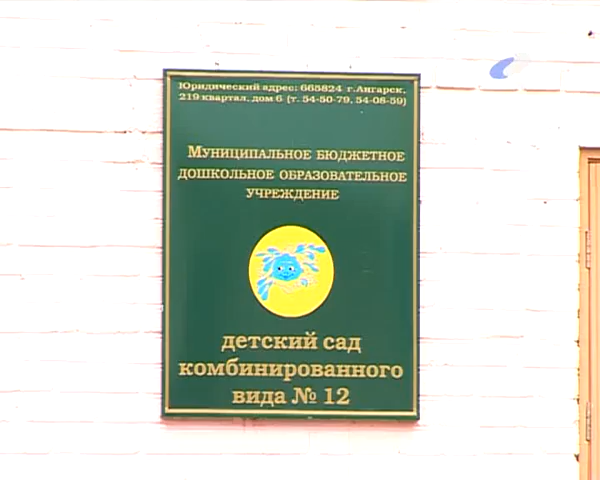 Юридический адрес: 665824 г.Ангарск,
219 квартал, дом 6 (т. 54-50-79, 54-08-59)
Муниципальное бюджетное
дошкольное образовательное
учреждение
детский сад
комбинированного
вида № 12